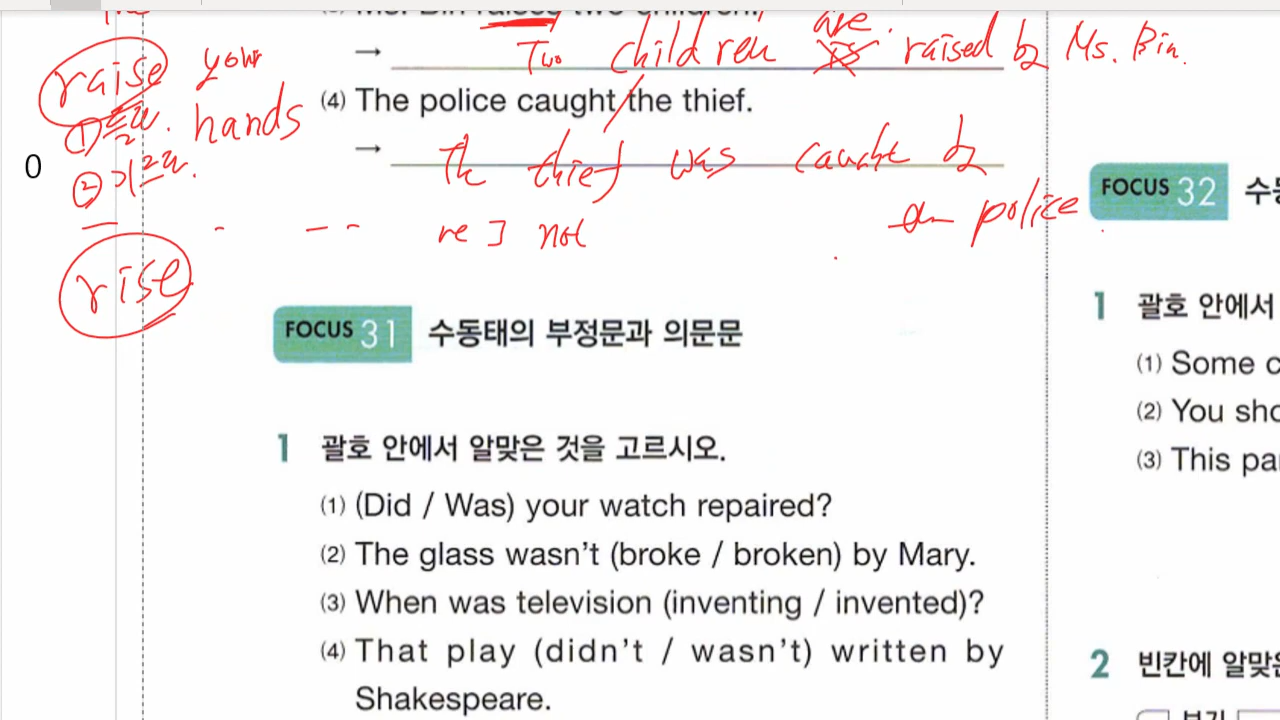 Ms. Bin raises two children.
→ Two children are raised by Ms. Bin.
raise your hands
① 들다.
② 기르다.
(4) The police caught the thief.
→ The thief was caught by
police
not
rise
0
FOCUS 31 수동태의 부정문과 의문문
1 괄호 안에서 알맞은 것을 고르시오.
(1) (Did / Was) your watch repaired?
(2) The glass wasn't (broke / broken) by Mary.
(3) When was television (inventing / invented)?
(4) That play (didn't / wasn't) written by
Shakespeare.
FOCUS 32 수동
1 괄호 안에서
(1) Some c
(2) You sho
(3) This pa
2 빈칸에 알맞은
보기